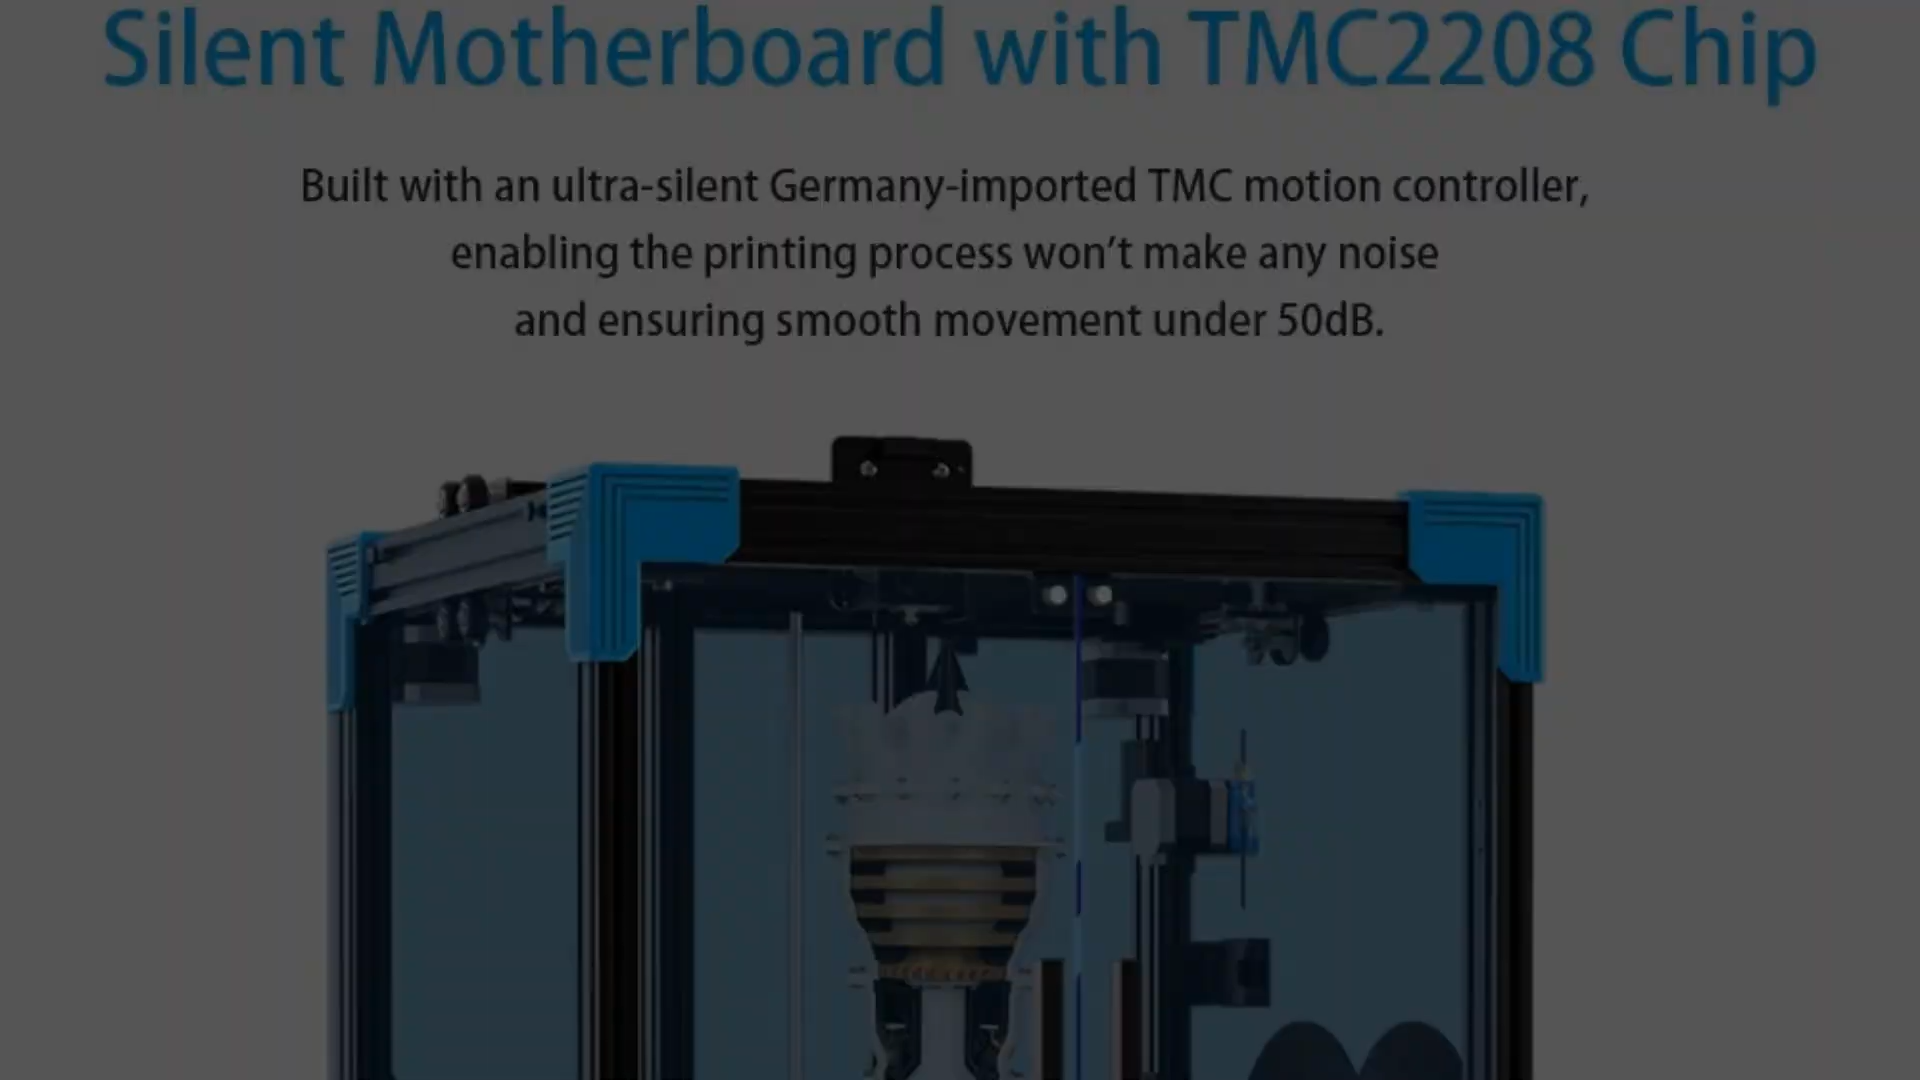 Silent Motherboard with TMC2208 Chip
Built with an ultra-silent Germany-imported TMC motion controller,
enabling the printing process won't make any noise
and ensuring smooth movement under 50dB.